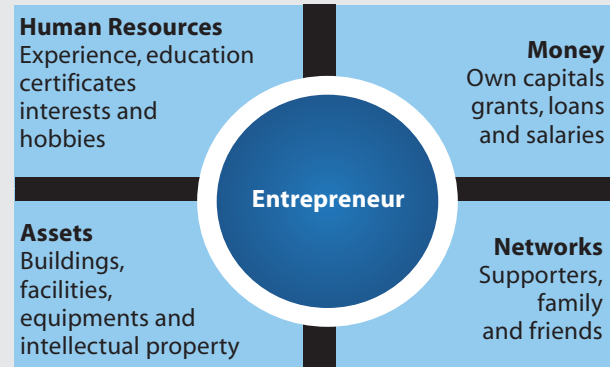 Human Resources
Experience, education
certificates
interests and
hobbies
Money
Own capitals
grants, loans
and salaries
Entrepreneur
Assets
Buildings,
facilities,
equipments and
intellectual property
Networks
Supporters,
family
and friends